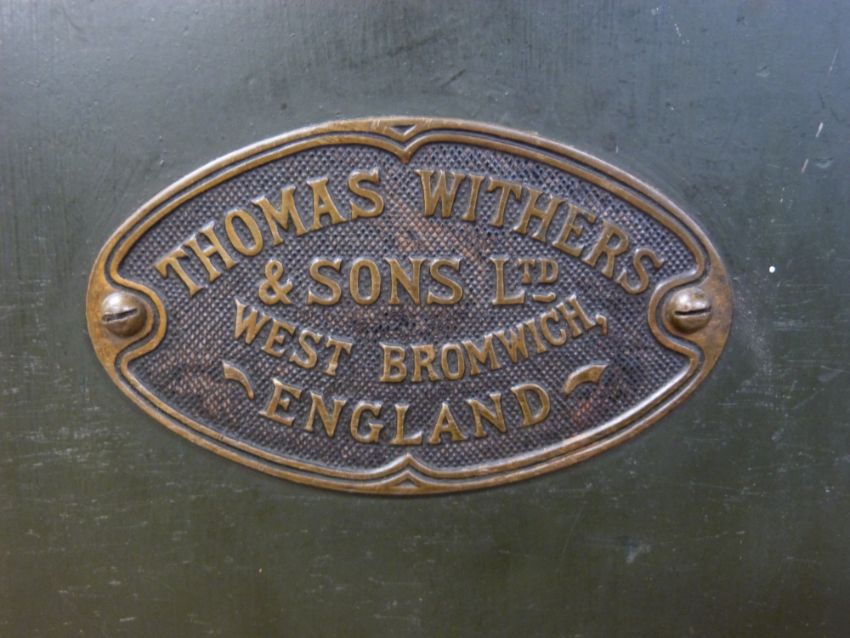 THOMAS WITHERS
& SONS LTD
WEST BROMWICH,
ENGLAND